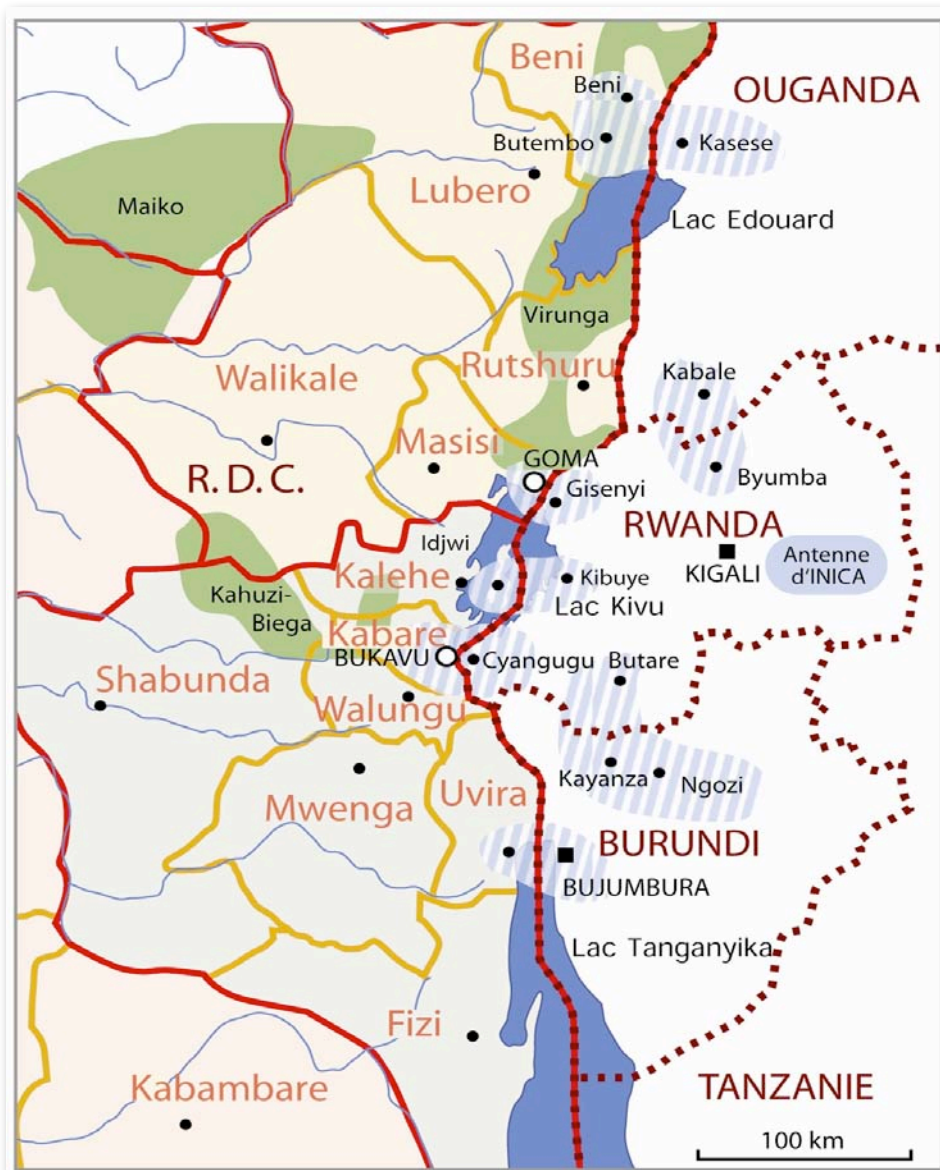 Beni
Beni
OUGANDA
Butembo
Kasese
Lubero
Maiko
Lac Edouard
Virunga
Rutshuru
Walikale
Kabale
Masisi
GOMA
Byumba
R. D. C.
Gisenyi
RWANDA
Idjwi
Antenne
d'INICA
KIGALI
Kalehe
Kibuye
Kahuzi-
Biega
Lac Kivu
Kabare
BUKAVU
Cyangugu
Butare
Shabunda
Walungu
Kayanza
Ngozi
Uvira
Mwenga
BURUNDI
BUJUMBURA
Lac Tanganyika
Fizi
Kabambare
TANZANIE
100 km